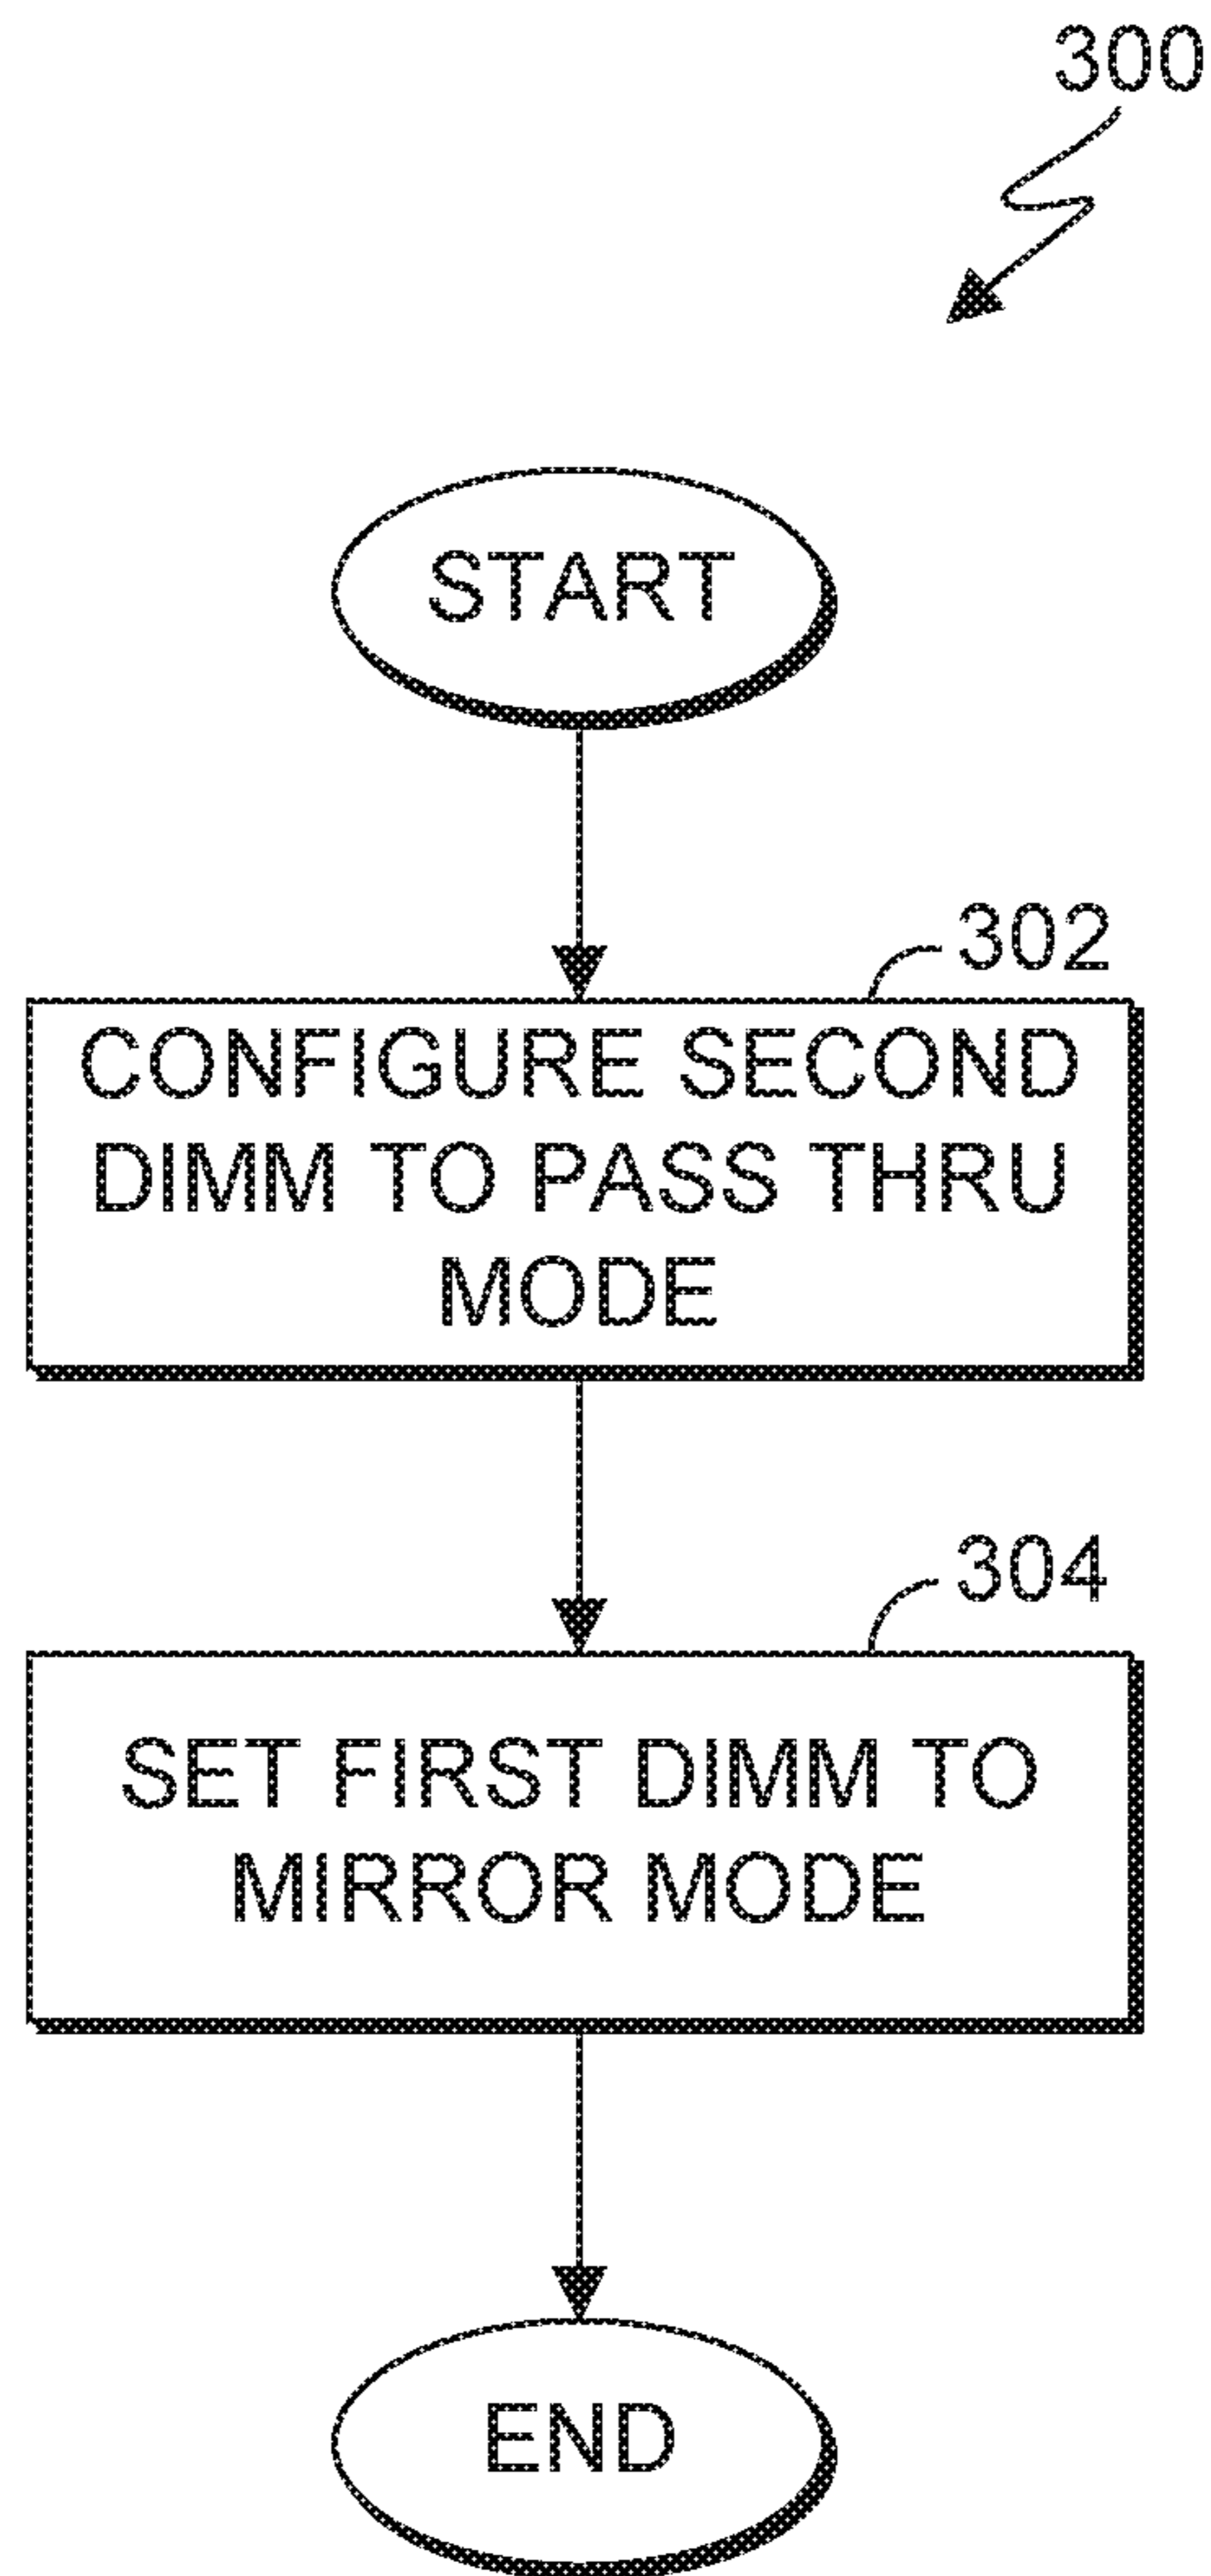 300
START
302
CONFIGURE SECOND
DIMM TO PASS THRU
MODE
304
SET FIRST DIMM TO
MIRROR MODE
END